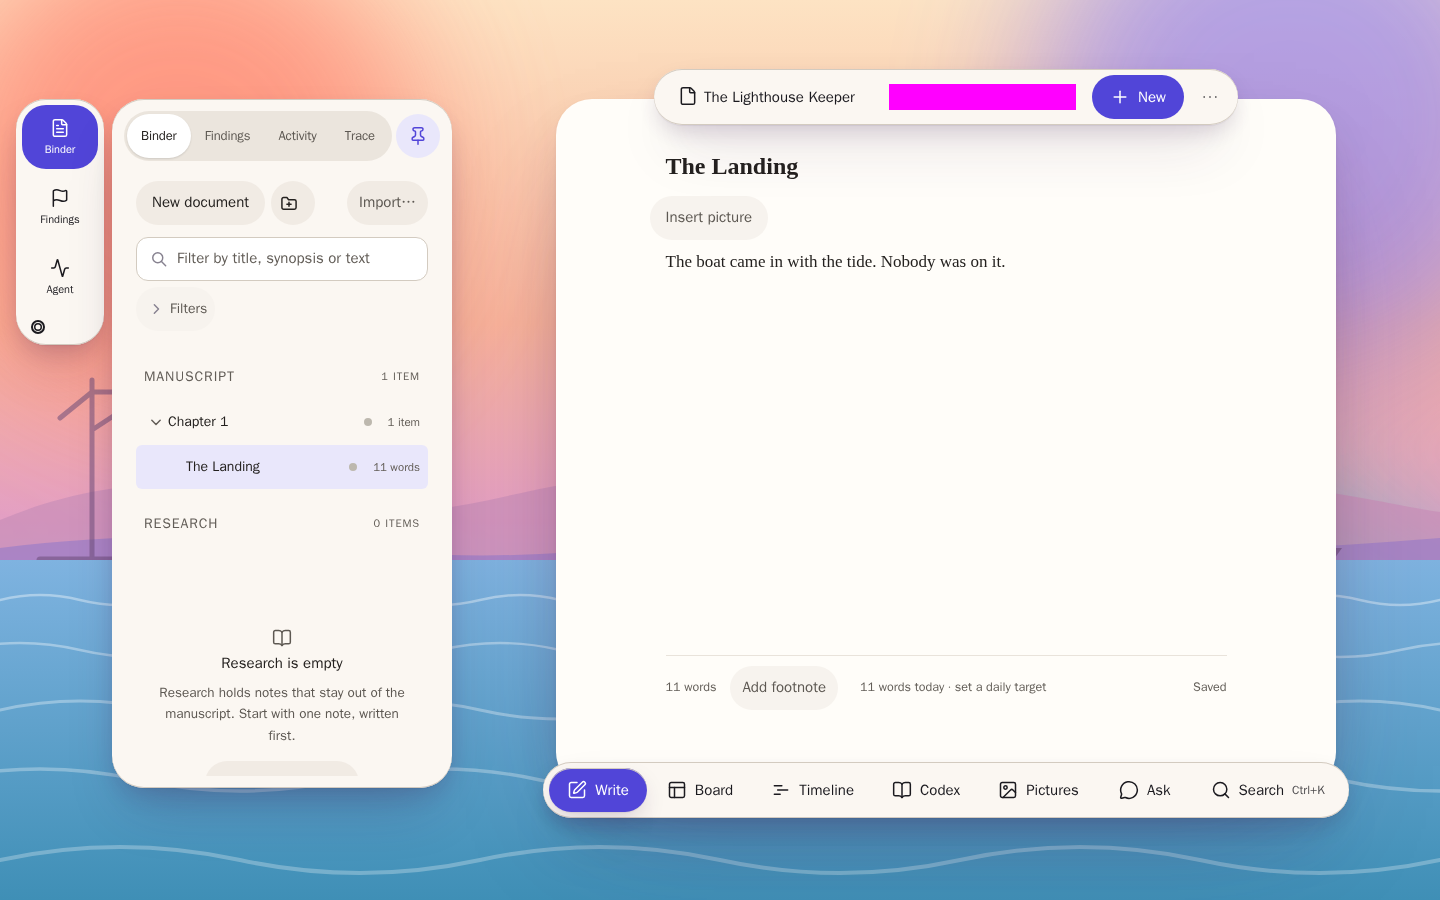 The Lighthouse Keeper
New
Binder
Findings
Agent
Binder Findings Activity Trace
New document
Import···
Filter by title, synopsis or text
Filters
MANUSCRIPT 1 ITEM
Chapter 1 1 item
The Landing 11 words
RESEARCH 0 ITEMS
Research is empty
Research holds notes that stay out of the
manuscript. Start with one note, written
first.
The Landing
Insert picture
The boat came in with the tide. Nobody was on it.
11 words Add footnote 11 words today · set a daily target Saved
Write Board Timeline Codex Pictures Ask Search Ctrl+K